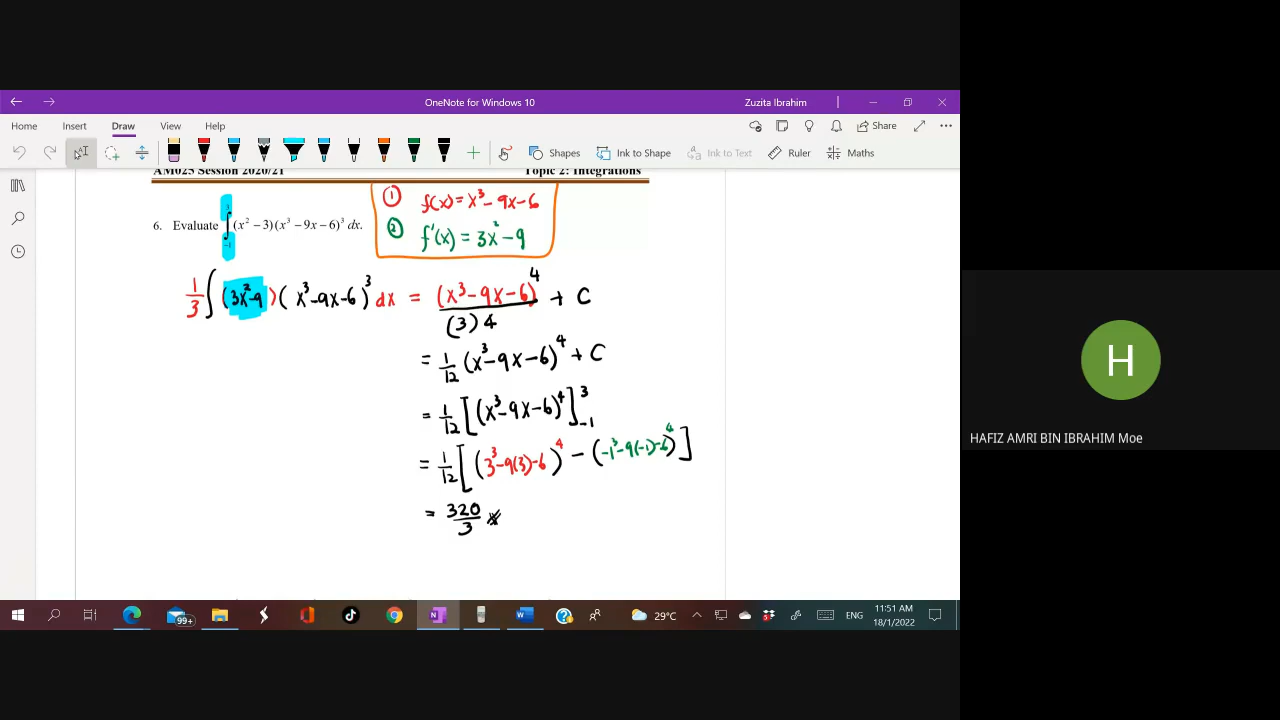 OneNote for Windows 10
Zuzita Ibrahim
Home Insert Draw View Help
Share
Shapes Ink to Shape Ink to Text Ruler Maths
AM025 Session 2020/21 Topic 2: Integrations
① f(x) = x³ - 9x - 6
② f'(x) = 3x² - 9
6. Evaluate ∫₋₁³ (x² − 3)(x³ − 9x − 6)³ dx.
1/3 ∫ (3x²-9)(x³-9x-6)³ dx = (x³-9x-6)⁴/(3)4 + C
= 1/12 (x³-9x-6)⁴ + C
= 1/12 [(x³-9x-6)⁴]₋₁³
= 1/12 [(3³-9(3)-6)⁴ - (-1³-9(-1)-6)⁴]
= 320/3
H
HAFIZ AMRI BIN IBRAHIM Moe
99+
29°C
ENG
11:51 AM
18/1/2022